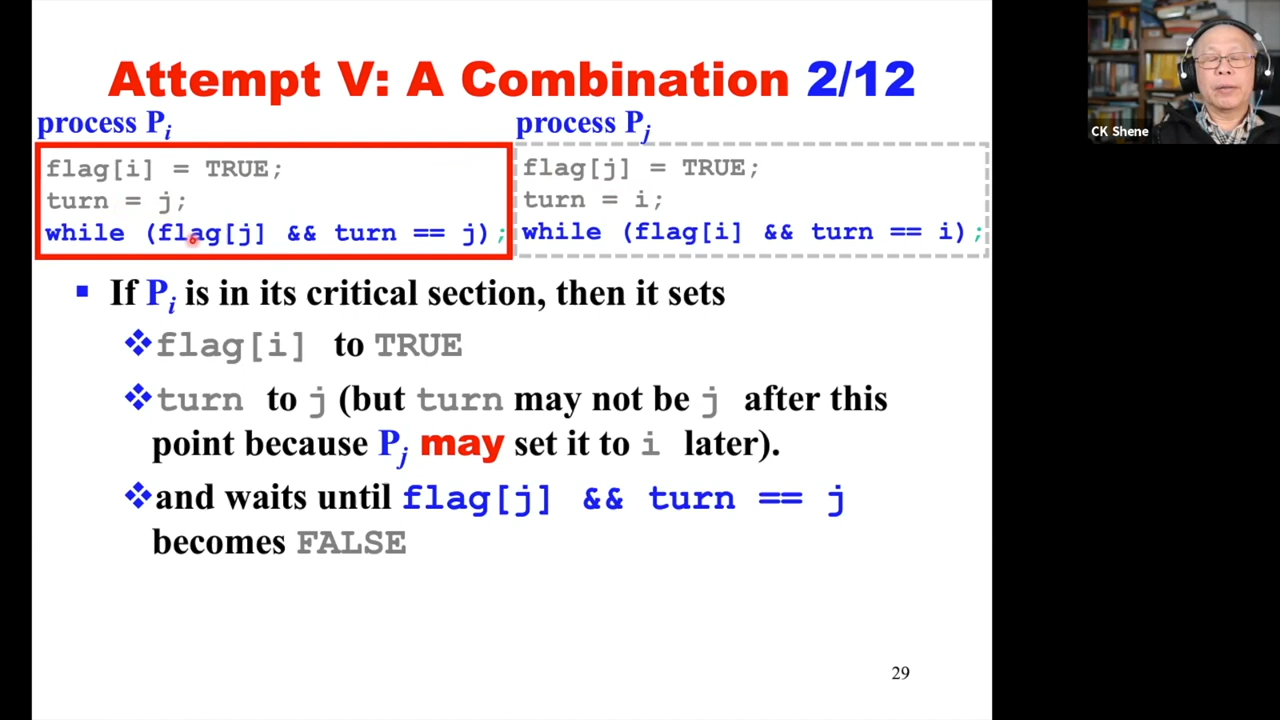 Attempt V: A Combination 2/12
process Pi
process Pj
flag[i] = TRUE;
turn = j;
while (flag[j] && turn == j);
flag[j] = TRUE;
turn = i;
while (flag[i] && turn == i);
If Pi is in its critical section, then it sets
flag[i] to TRUE
turn to j (but turn may not be j after this
point because Pj may set it to i later).
and waits until flag[j] && turn == j
becomes FALSE
29
CK Shene